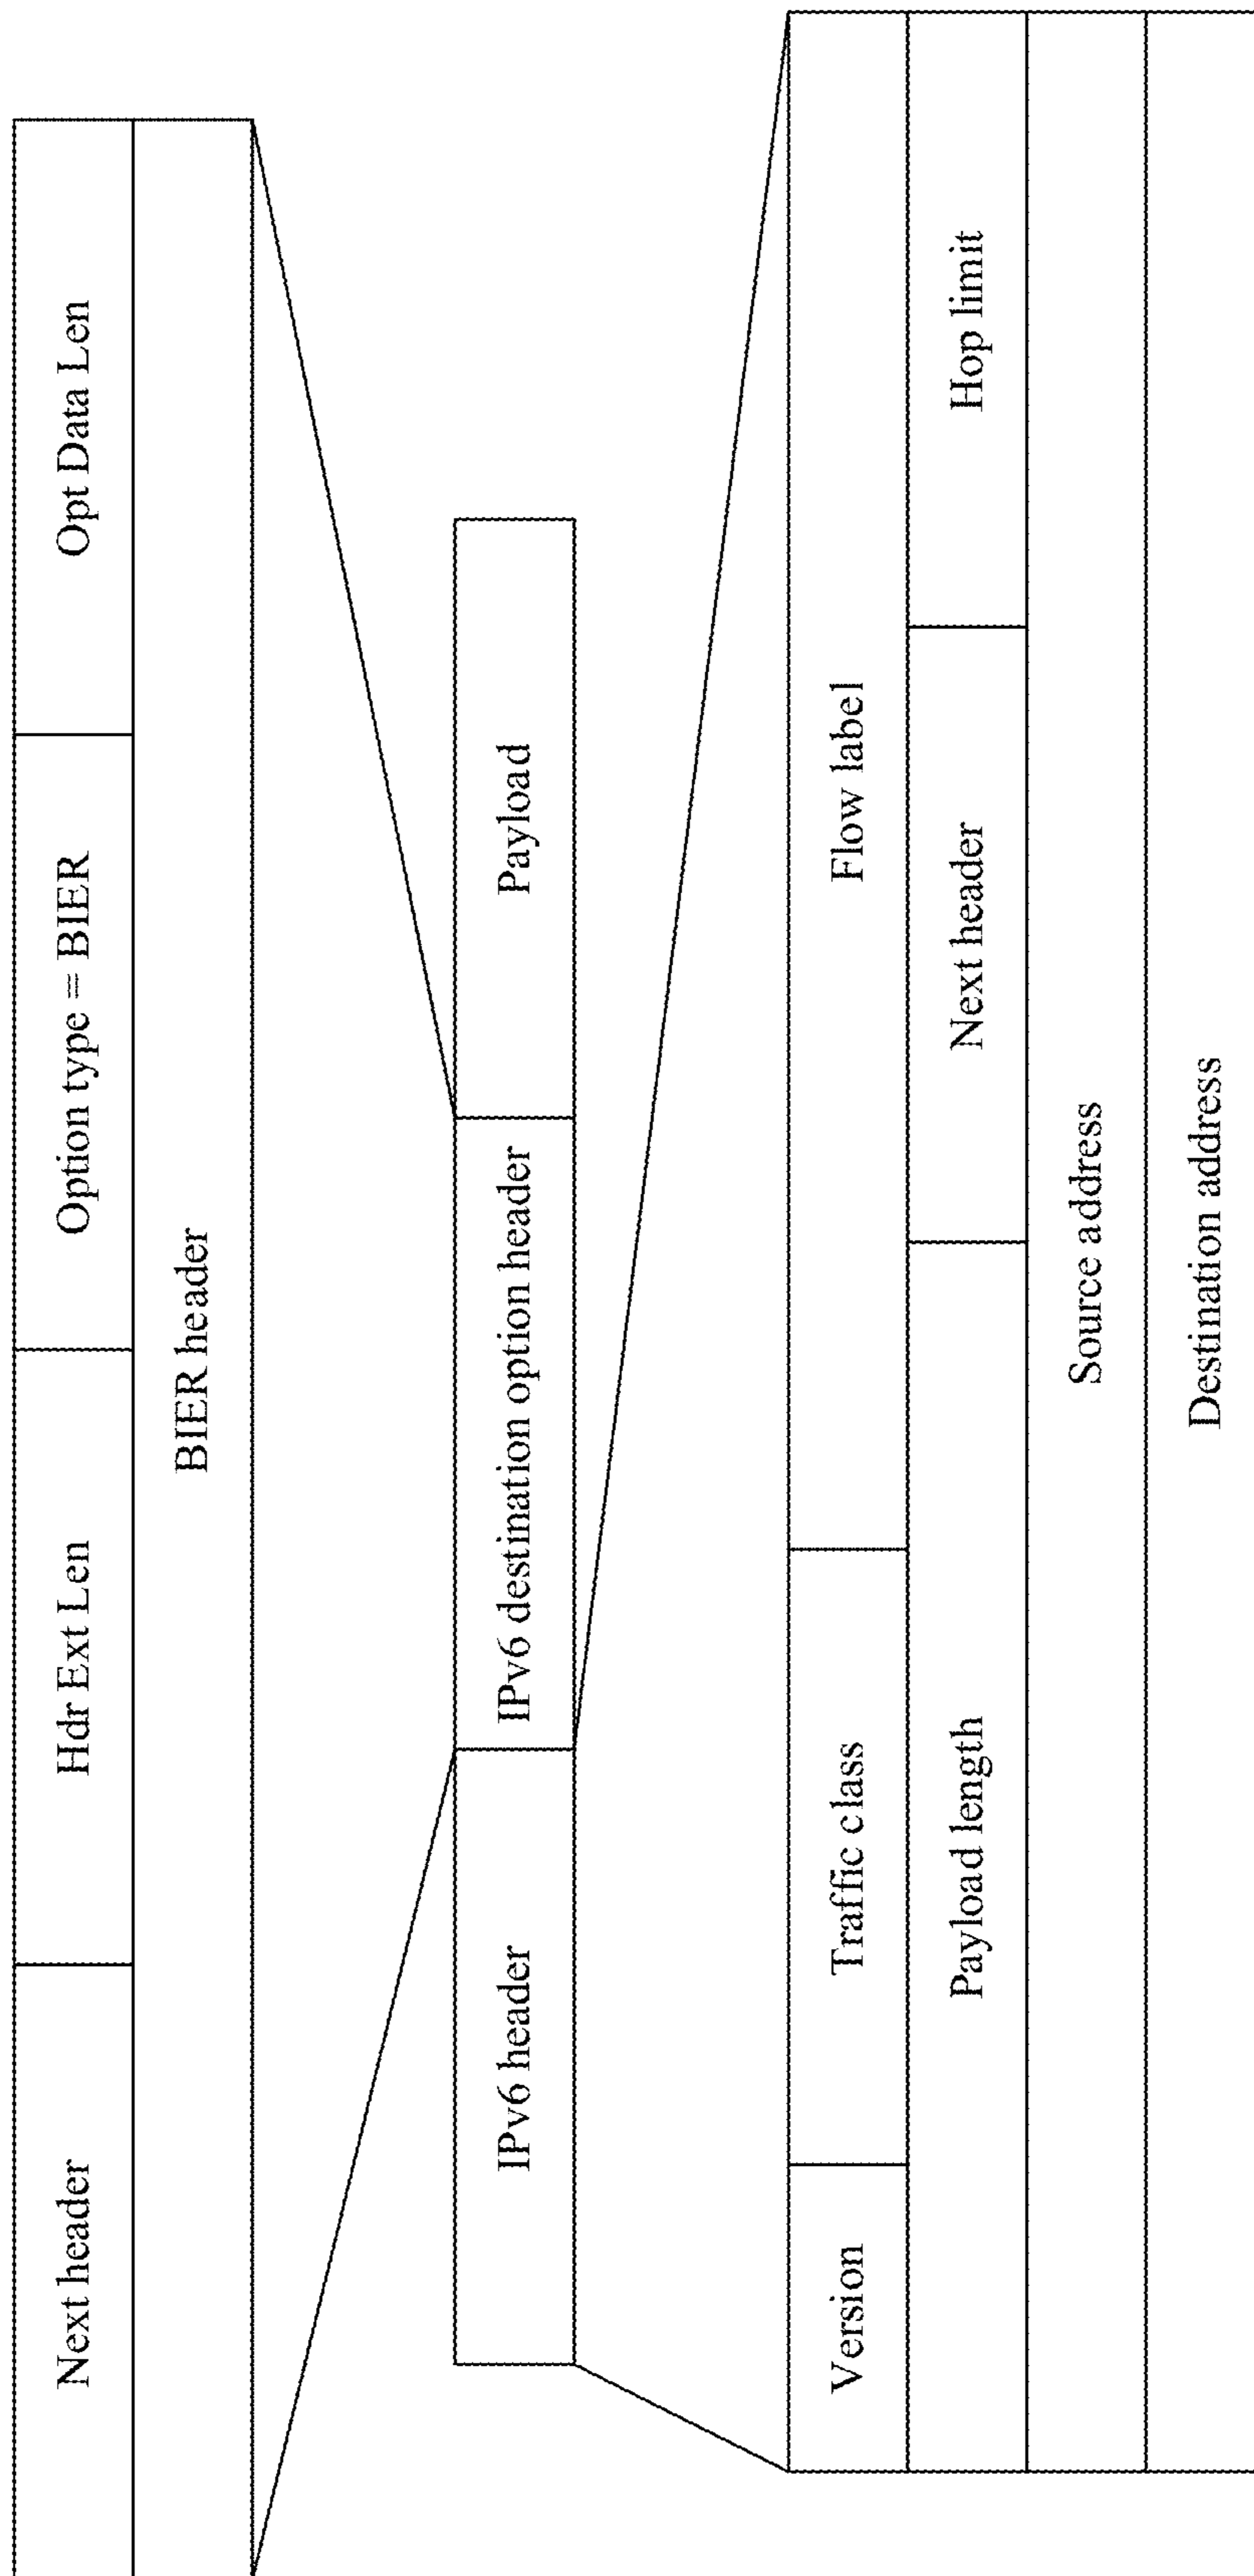 Next header
Hdr Ext Len
Option type = BIER
Opt Data Len
BIER header
IPv6 header
IPv6 destination option header
Payload
Version
Traffic class
Flow label
Payload length
Next header
Hop limit
Source address
Destination address